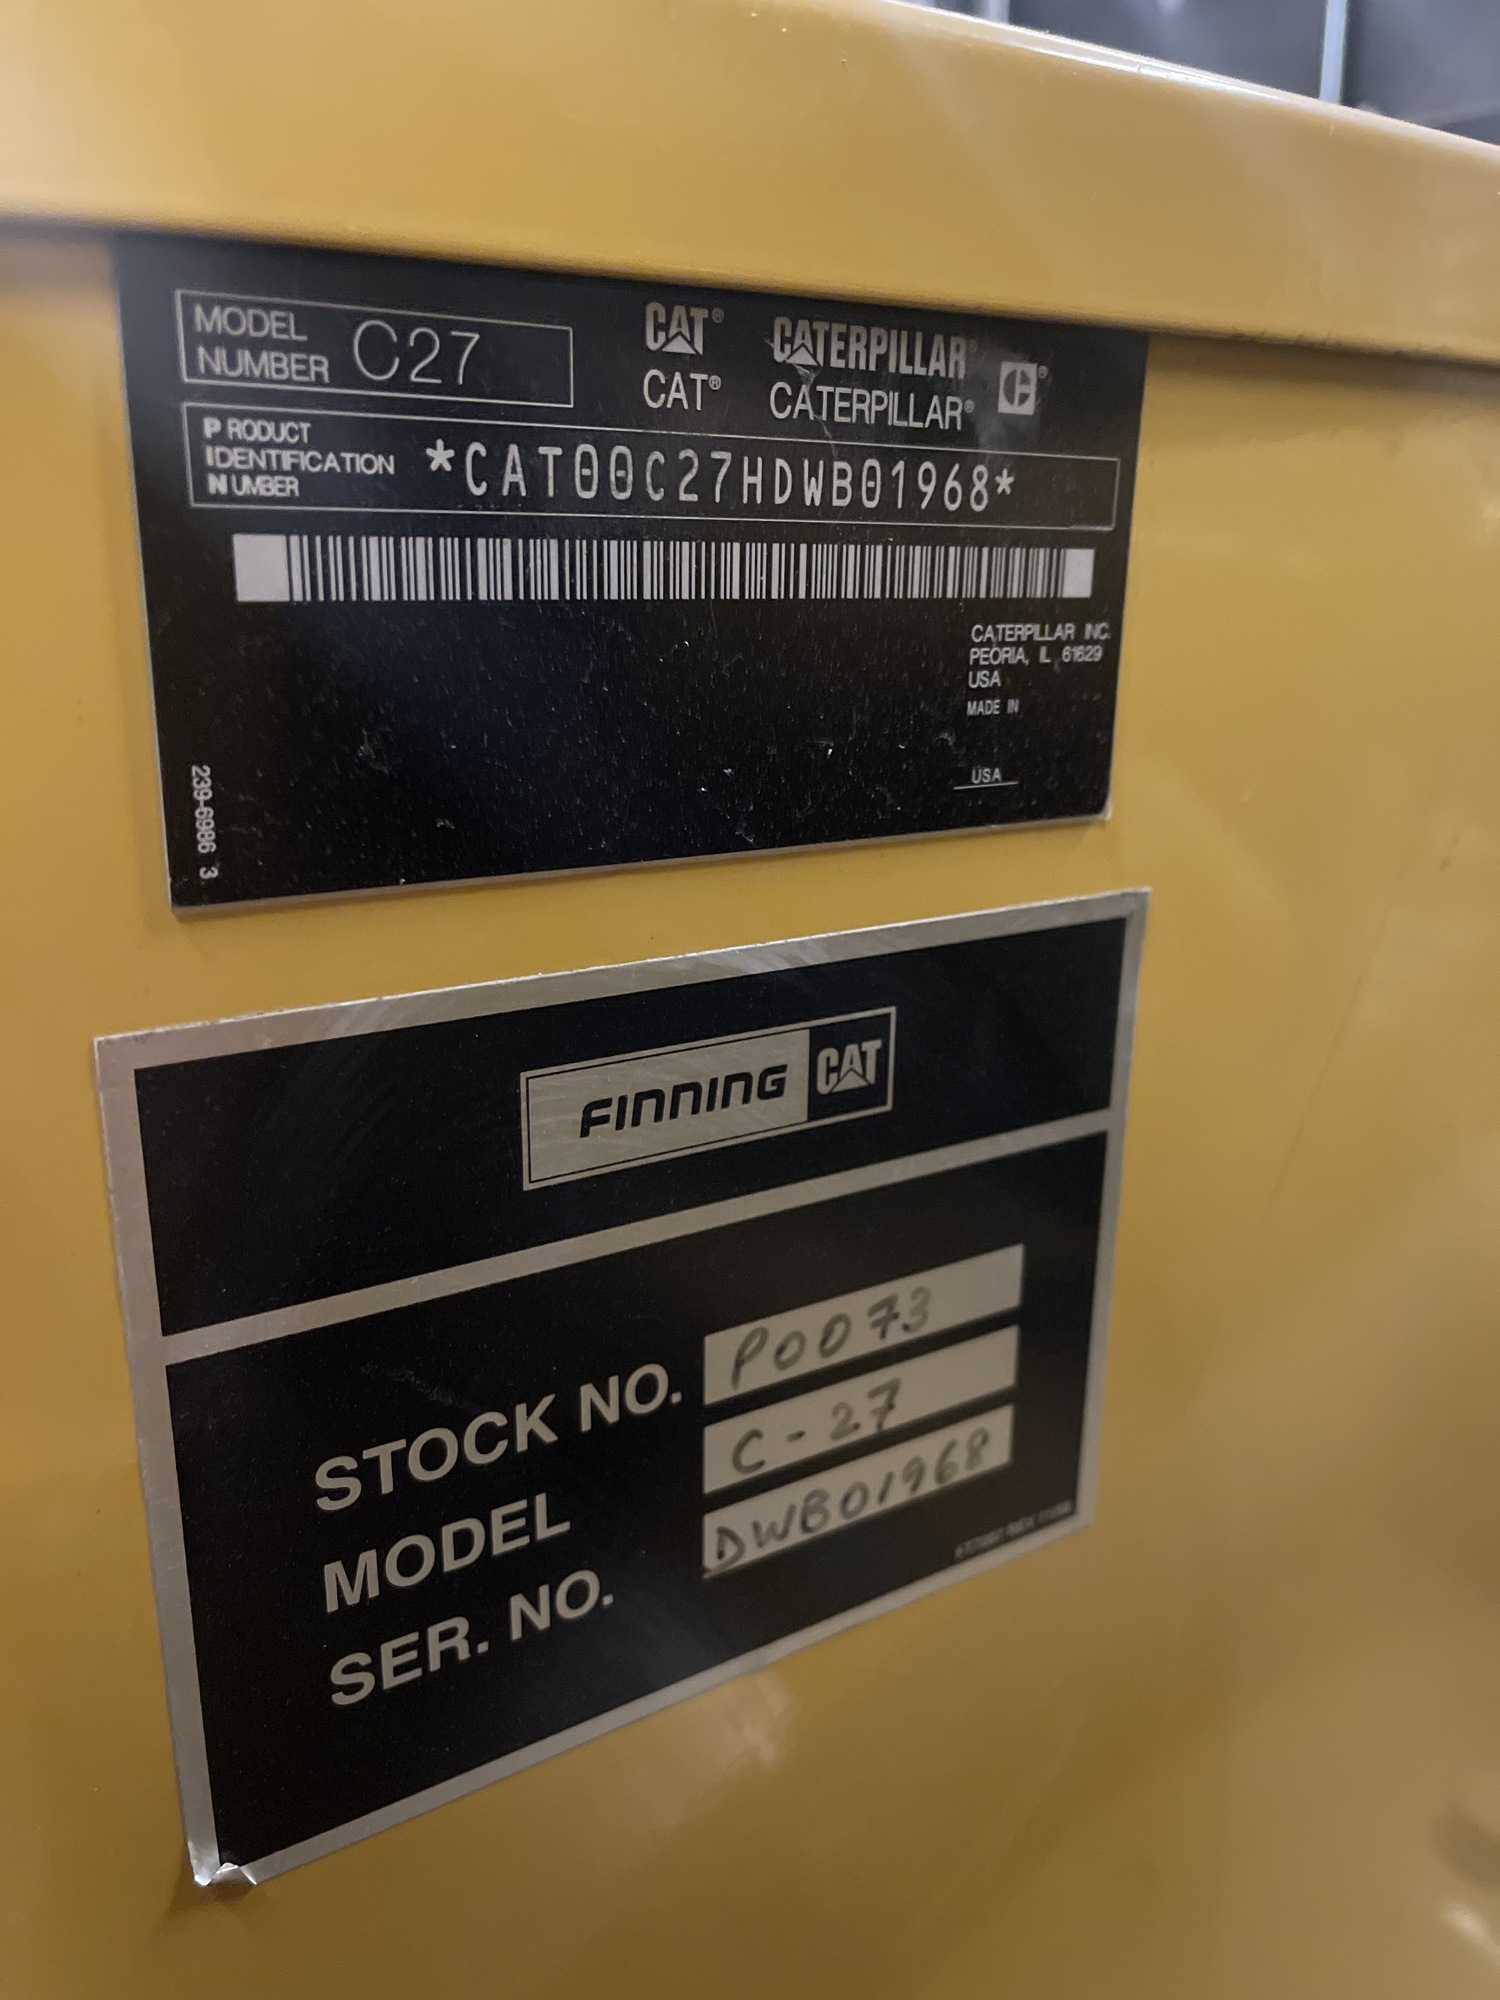 MODEL NUMBER C27
CAT® CATERPILLAR®
CAT® CATERPILLAR®
PRODUCT IDENTIFICATION NUMBER *CAT00C27HDWB01968*
CATERPILLAR INC.
PEORIA, IL 61629
USA
MADE IN
USA
239-6986 3
FINNING CAT
STOCK NO. P0073
MODEL C-27
SER. NO. DWB01968